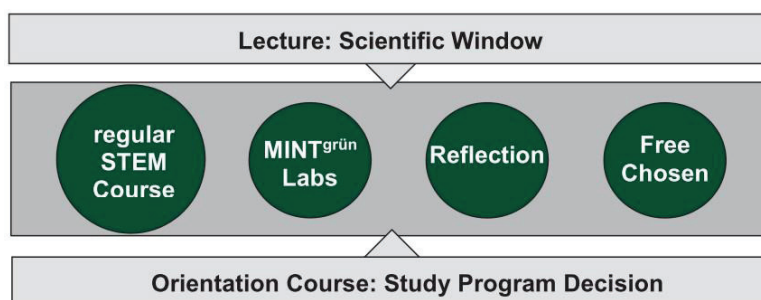 Lecture: Scientific Window
regular
STEM
Course
MINTgrün
Labs
Reflection
Free
Chosen
Orientation Course: Study Program Decision